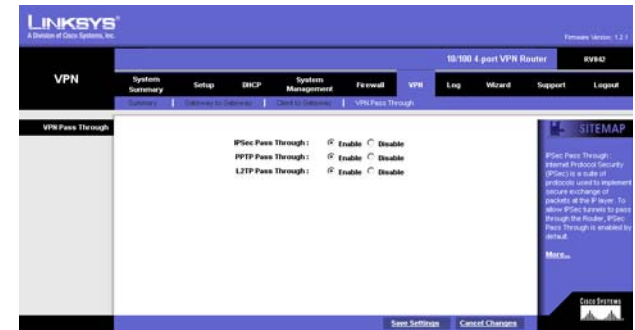 LINKSYS®
A Division of Cisco Systems, Inc.
Firmware Version: 1.2.1
10/100 4-port VPN Router RV042
VPN
System Summary Setup DHCP System Management Firewall VPN Log Wizard Support Logout
Summary | Gateway to Gateway | Client to Gateway | VPN Pass Through
VPN Pass Through
SITEMAP
IPSec Pass Through : Enable Disable
PPTP Pass Through : Enable Disable
L2TP Pass Through : Enable Disable
IPSec Pass Through :
Internet Protocol Security
(IPSec) is a suite of
protocols used to implement
secure exchange of
packets at the IP layer. To
allow IPSec tunnels to pass
through the Router, IPSec
Pass Through is enabled by
default.
More...
Save Settings Cancel Changes
CISCO SYSTEMS